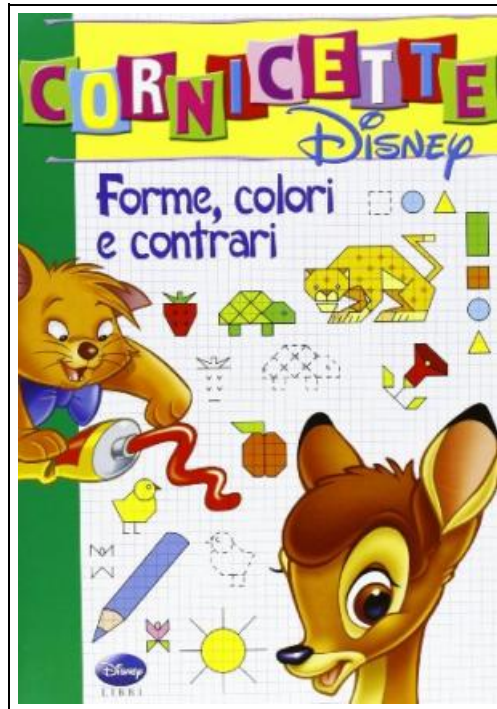 CORNICETTE
Disney
Forme, colori
e contrari
Disney
LIBRI